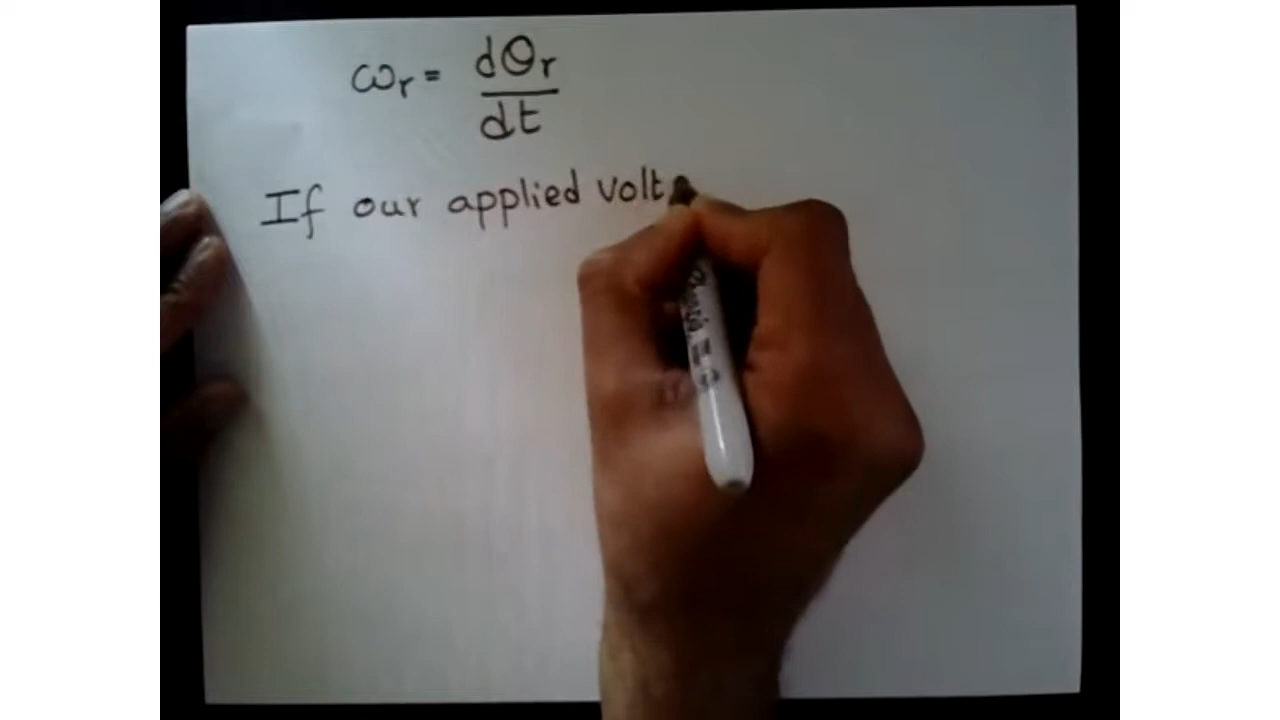 ωr = dθr/dt
If our applied volt